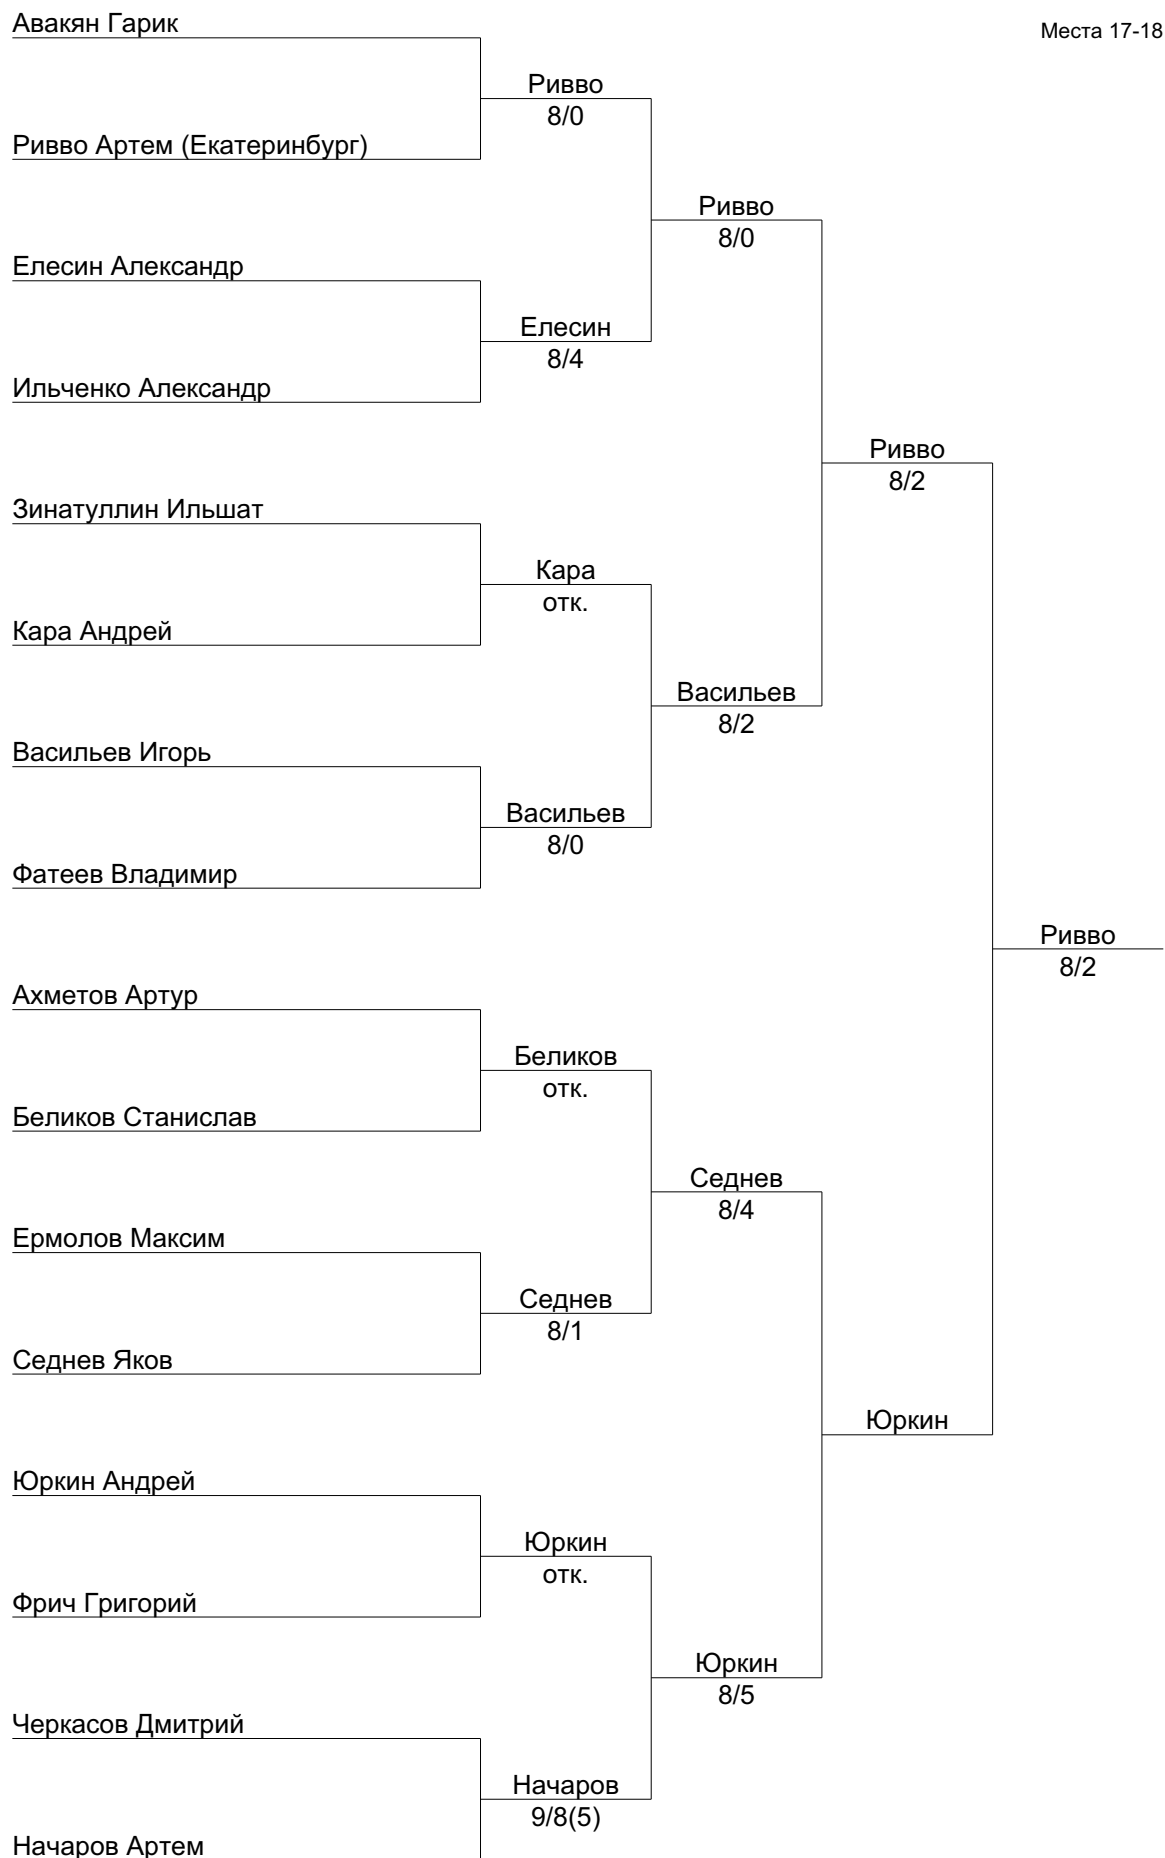 Авакян Гарик
Места 17-18
Ривво
8/0
Ривво Артем (Екатеринбург)
Ривво
8/0
Елесин Александр
Елесин
8/4
Ильченко Александр
Ривво
8/2
Зинатуллин Ильшат
Кара
отк.
Кара Андрей
Васильев
8/2
Васильев Игорь
Васильев
8/0
Фатеев Владимир
Ривво
8/2
Ахметов Артур
Беликов
отк.
Беликов Станислав
Седнев
8/4
Ермолов Максим
Седнев
8/1
Седнев Яков
Юркин
Юркин Андрей
Юркин
отк.
Фрич Григорий
Юркин
8/5
Черкасов Дмитрий
Начаров
9/8(5)
Начаров Артем